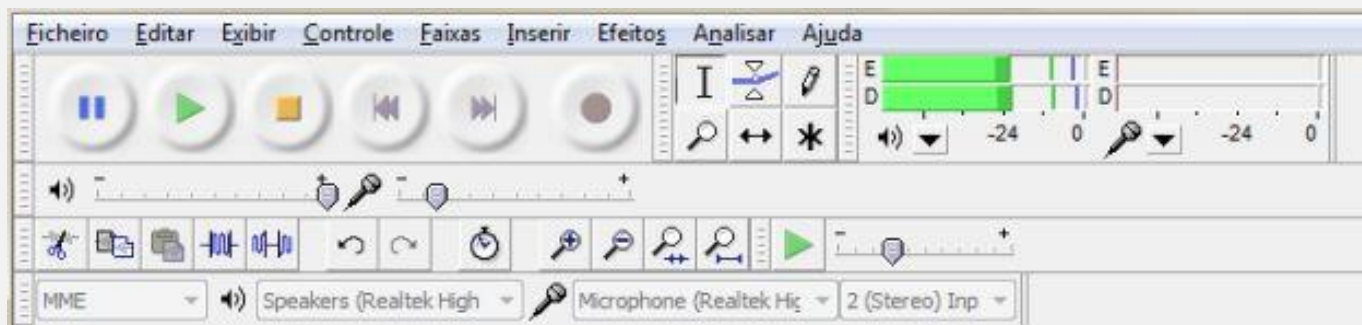 Ficheiro Editar Exibir Controle Faixas Inserir Efeitos Analisar Ajuda
E E
D D
-24 0 -24 0
- + - +
- +
MME Speakers (Realtek High Microphone (Realtek Hig 2 (Stereo) Inp